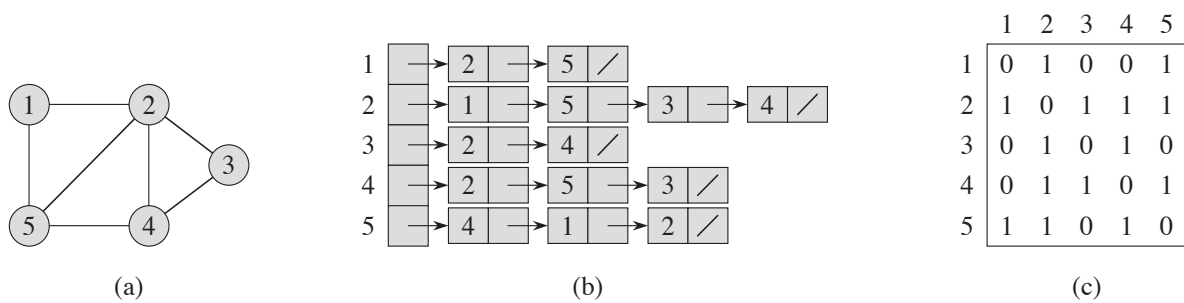 1 2
3
5 4
(a)
1 2 5
2 1 5 3 4
3 2 4
4 2 5 3
5 4 1 2
(b)
1 2 3 4 5
1 0 1 0 0 1
2 1 0 1 1 1
3 0 1 0 1 0
4 0 1 1 0 1
5 1 1 0 1 0
(c)